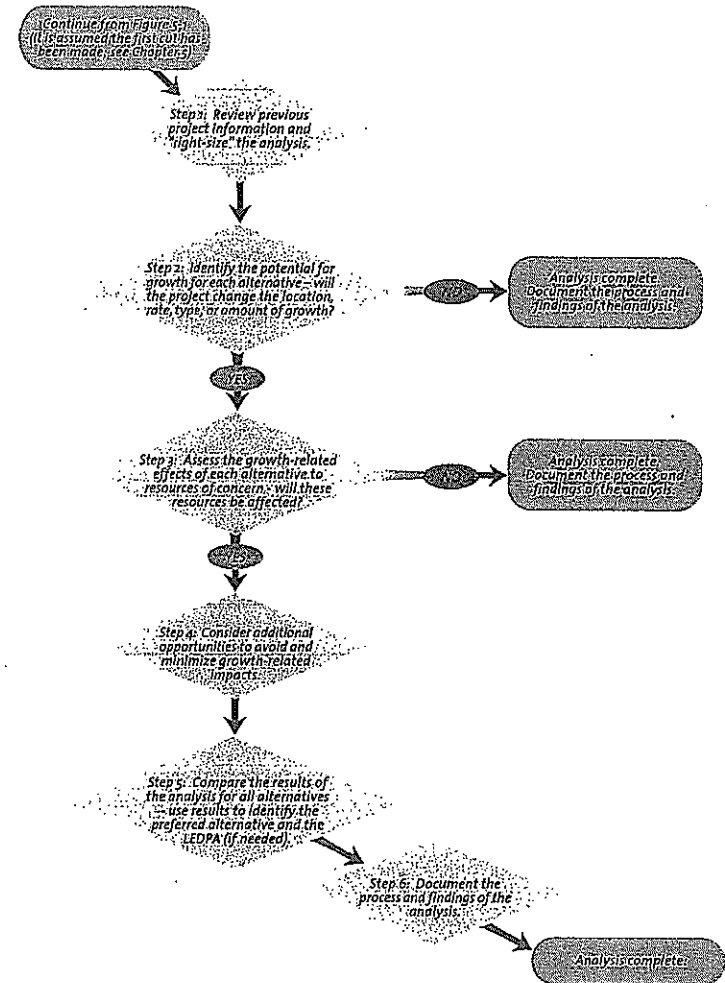 Continue from Figure 5-1
(it is assumed the first cut has
been made, see Chapter 5)
Step 1: Review previous
project information and
"right-size" the analysis.
Step 2: Identify the potential for
growth for each alternative – will
the project change the location,
rate, type, or amount of growth?
NO
Analysis complete.
Document the process and
findings of the analysis.
YES
Step 3: Assess the growth-related
effects of each alternative to
resources of concern - will these
resources be affected?
NO
Analysis complete.
Document the process and
findings of the analysis.
YES
Step 4: Consider additional
opportunities to avoid and
minimize growth-related
impacts.
Step 5: Compare the results of
the analysis for all alternatives
– use results to identify the
preferred alternative and the
LEDPA (if needed).
Step 6: Document the
process and findings of the
analysis.
Analysis complete.